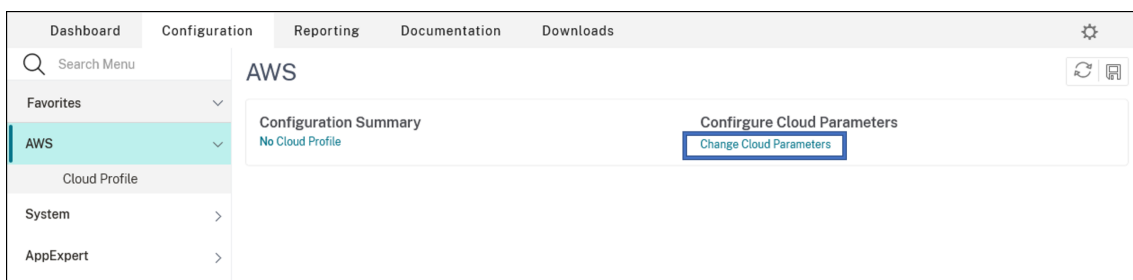 Dashboard Configuration Reporting Documentation Downloads
Search Menu
AWS
Favorites
Configuration Summary
Confirgure Cloud Parameters
AWS
No Cloud Profile
Change Cloud Parameters
Cloud Profile
System
AppExpert